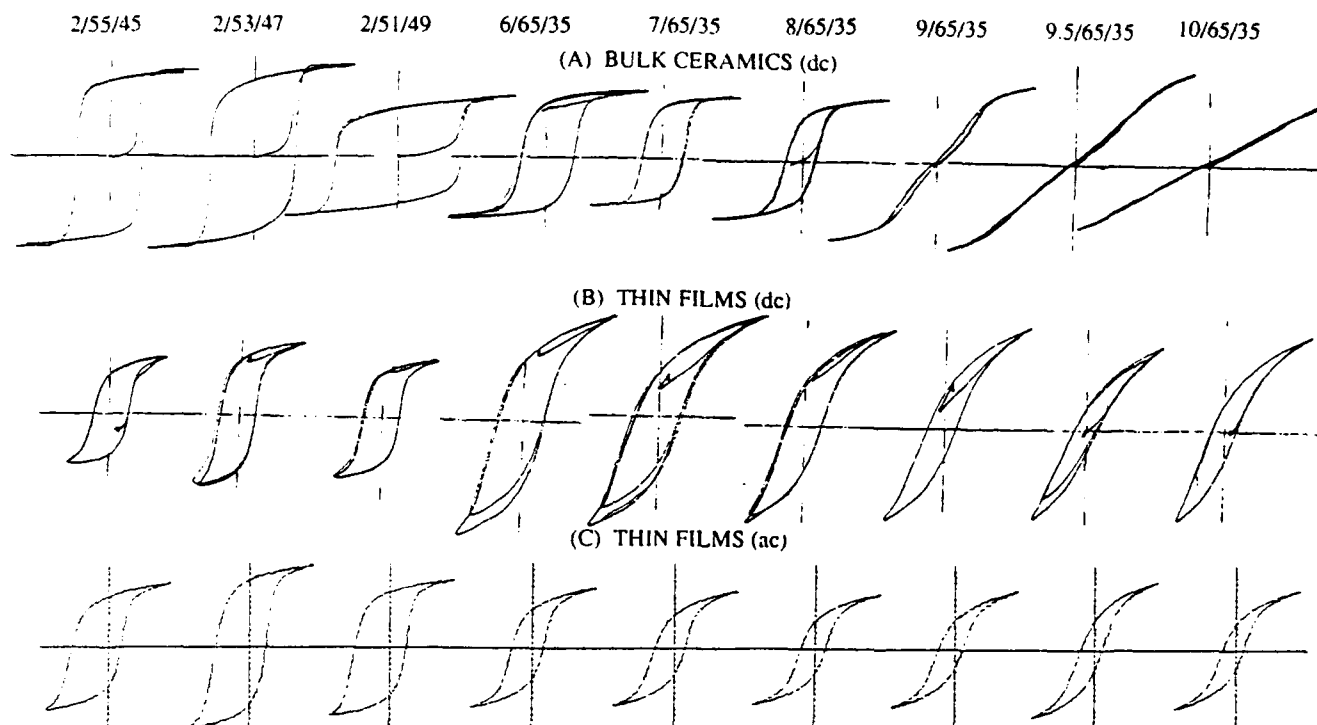 2/55/45 2/53/47 2/51/49 6/65/35 7/65/35 8/65/35 9/65/35 9.5/65/35 10/65/35
(A) BULK CERAMICS (dc)
(B) THIN FILMS (dc)
(C) THIN FILMS (ac)